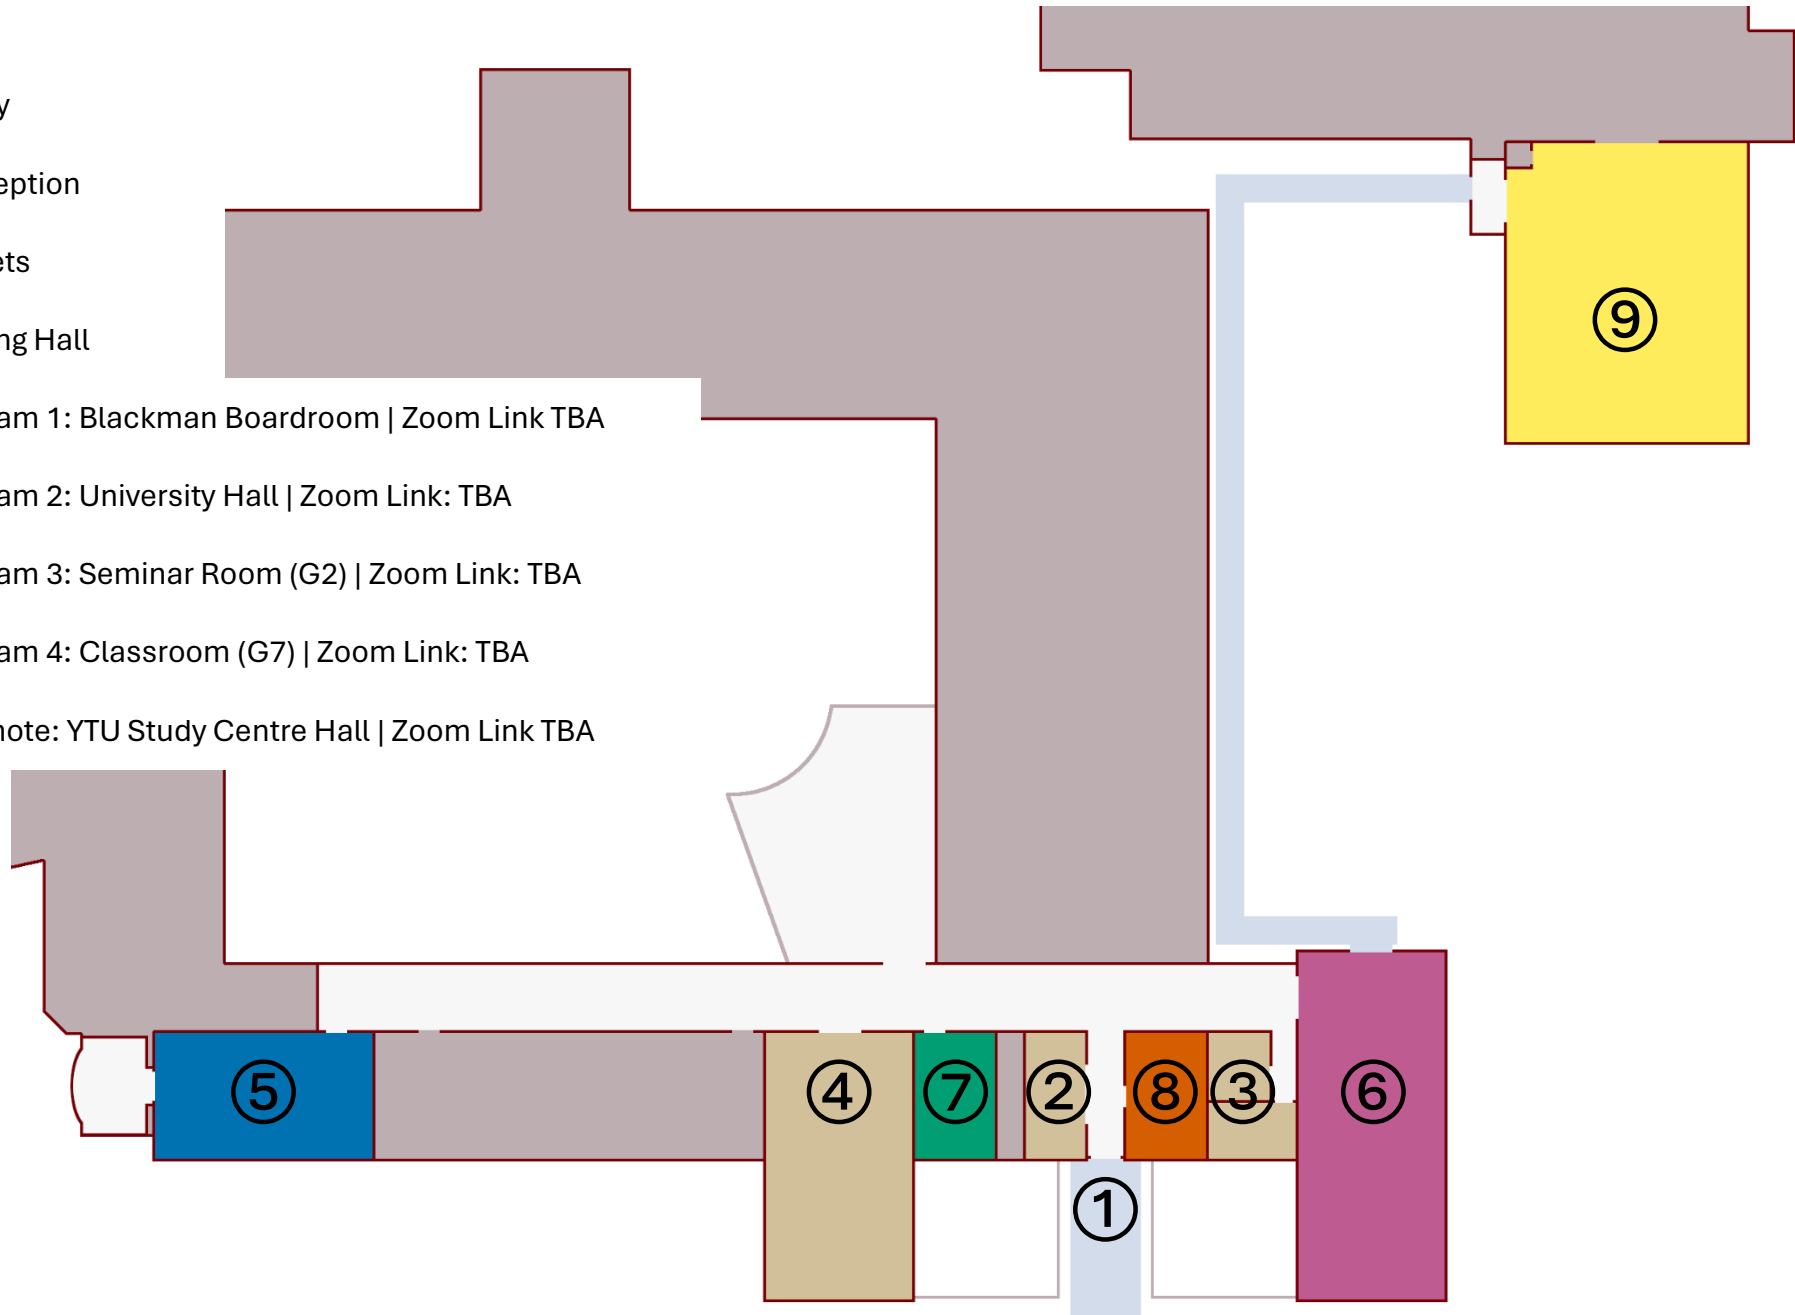 y
eption
ets
ng Hall
am 1: Blackman Boardroom | Zoom Link TBA
am 2: University Hall | Zoom Link: TBA
am 3: Seminar Room (G2) | Zoom Link: TBA
am 4: Classroom (G7) | Zoom Link: TBA
note: YTU Study Centre Hall | Zoom Link TBA
⑨
⑤
④
⑦
②
⑧
③
⑥
①